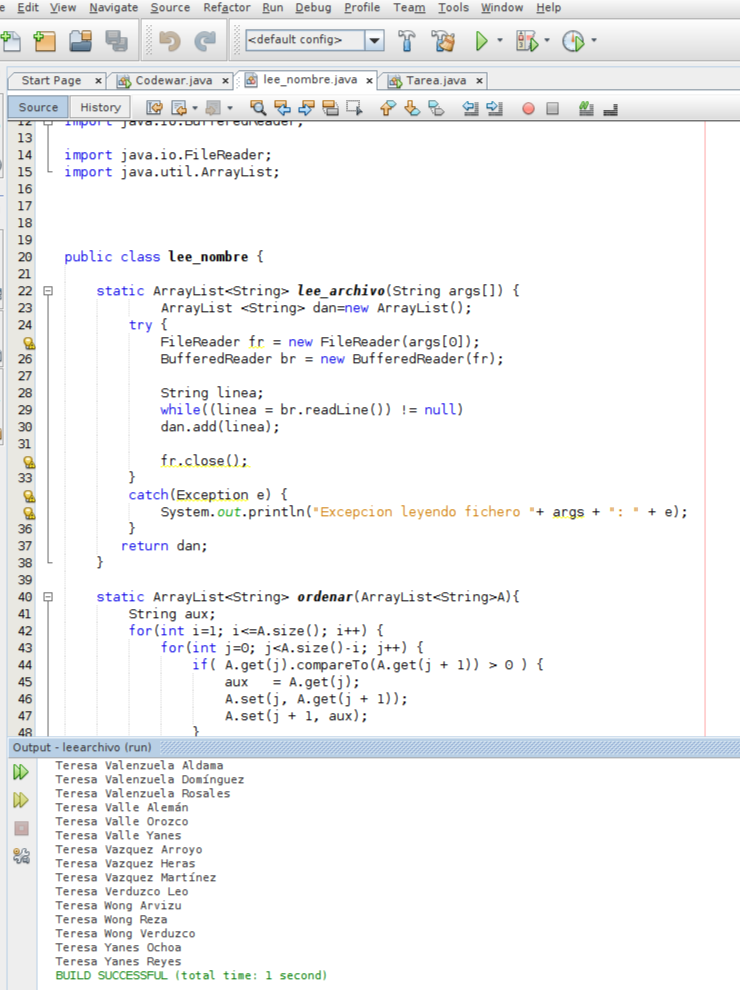 e Edit View Navigate Source Refactor Run Debug Profile Team Tools Window Help
<default config>
Start Page Codewar.java lee_nombre.java Tarea.java
Source History
12 import java.io.BufferedReader;
13
14 import java.io.FileReader;
15 import java.util.ArrayList;
16
17
18
19
20 public class lee_nombre {
21
22 static ArrayList<String> lee_archivo(String args[]) {
23 ArrayList <String> dan=new ArrayList();
24 try {
FileReader fr = new FileReader(args[0]);
26 BufferedReader br = new BufferedReader(fr);
27
28 String linea;
29 while((linea = br.readLine()) != null)
30 dan.add(linea);
31
fr.close();
33 }
catch(Exception e) {
System.out.println("Excepcion leyendo fichero "+ args + ": " + e);
36 }
37 return dan;
38 }
39
40 static ArrayList<String> ordenar(ArrayList<String>A){
41 String aux;
42 for(int i=1; i<=A.size(); i++) {
43 for(int j=0; j<A.size()-i; j++) {
44 if( A.get(j).compareTo(A.get(j + 1)) > 0 ) {
45 aux = A.get(j);
46 A.set(j, A.get(j + 1));
47 A.set(j + 1, aux);
48 }
Output - leearchivo (run)
Teresa Valenzuela Aldama
Teresa Valenzuela Domínguez
Teresa Valenzuela Rosales
Teresa Valle Alemán
Teresa Valle Orozco
Teresa Valle Yanes
Teresa Vazquez Arroyo
Teresa Vazquez Heras
Teresa Vazquez Martínez
Teresa Verduzco Leo
Teresa Wong Arvizu
Teresa Wong Reza
Teresa Wong Verduzco
Teresa Yanes Ochoa
Teresa Yanes Reyes
BUILD SUCCESSFUL (total time: 1 second)